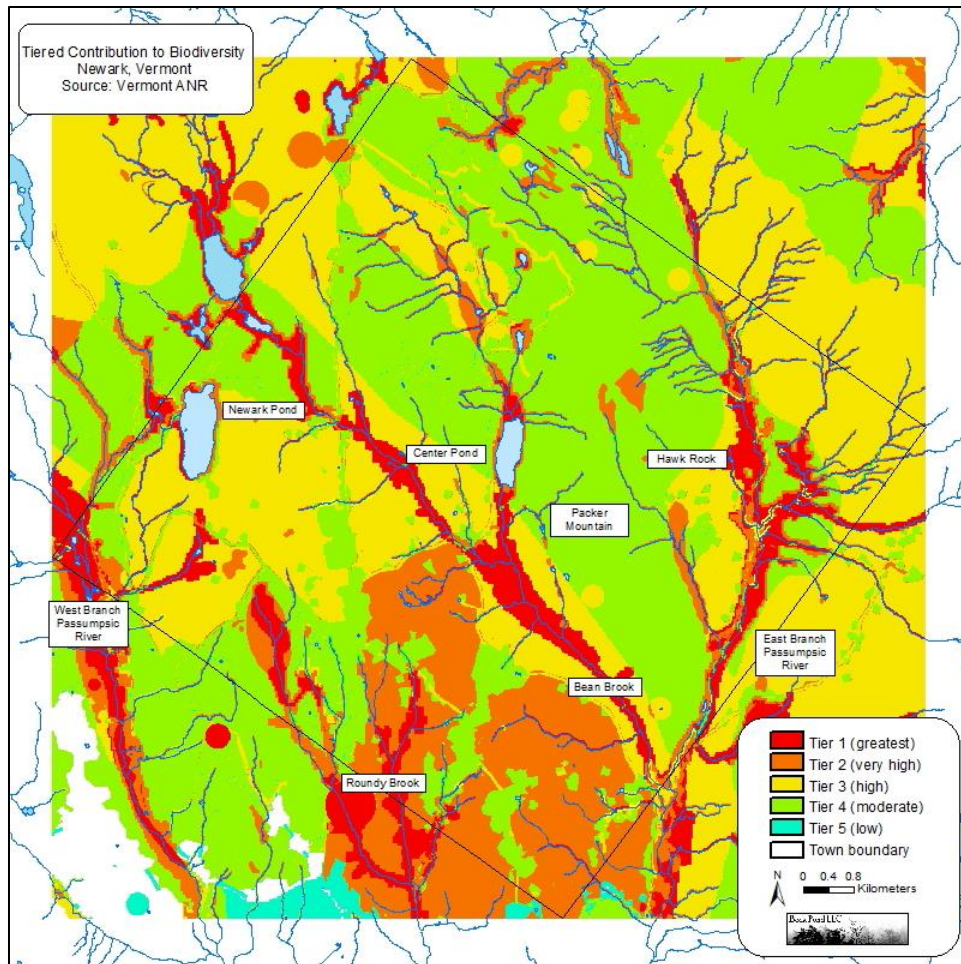 Tiered Contribution to Biodiversity
Newark, Vermont
Source: Vermont ANR
Newark Pond
Center Pond
Hawk Rock
Packer
Mountain
West Branch
Passumpsic
River
East Branch
Passumpsic
River
Bean Brook
Roundy Brook
Tier 1 (greatest)
Tier 2 (very high)
Tier 3 (high)
Tier 4 (moderate)
Tier 5 (low)
Town boundary
N
0 0.4 0.8
Kilometers
Pond LLC